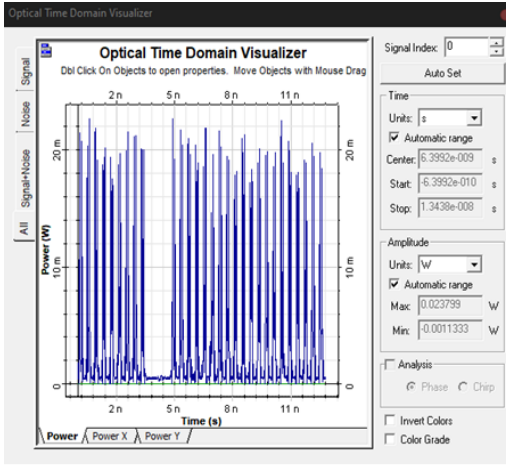 Optical Time Domain Visualizer
Optical Time Domain Visualizer
Dbl Click On Objects to open properties. Move Objects with Mouse Drag
2 n 5 n 8 n 11 n
20 m
10 m
0
20 m
10 m
0
Power (W)
2 n 5 n 8 n 11 n
Time (s)
Power Power X Power Y
Signal
Noise
Signal+Noise
All
Signal Index: 0
Auto Set
Time
Units: s
Automatic range
Center: 6.3992e-009 s
Start: -6.3992e-010 s
Stop: 1.3438e-008 s
Amplitude
Units: W
Automatic range
Max: 0.023799 W
Min: -0.0011333 W
Analysis
Phase Chirp
Invert Colors
Color Grade